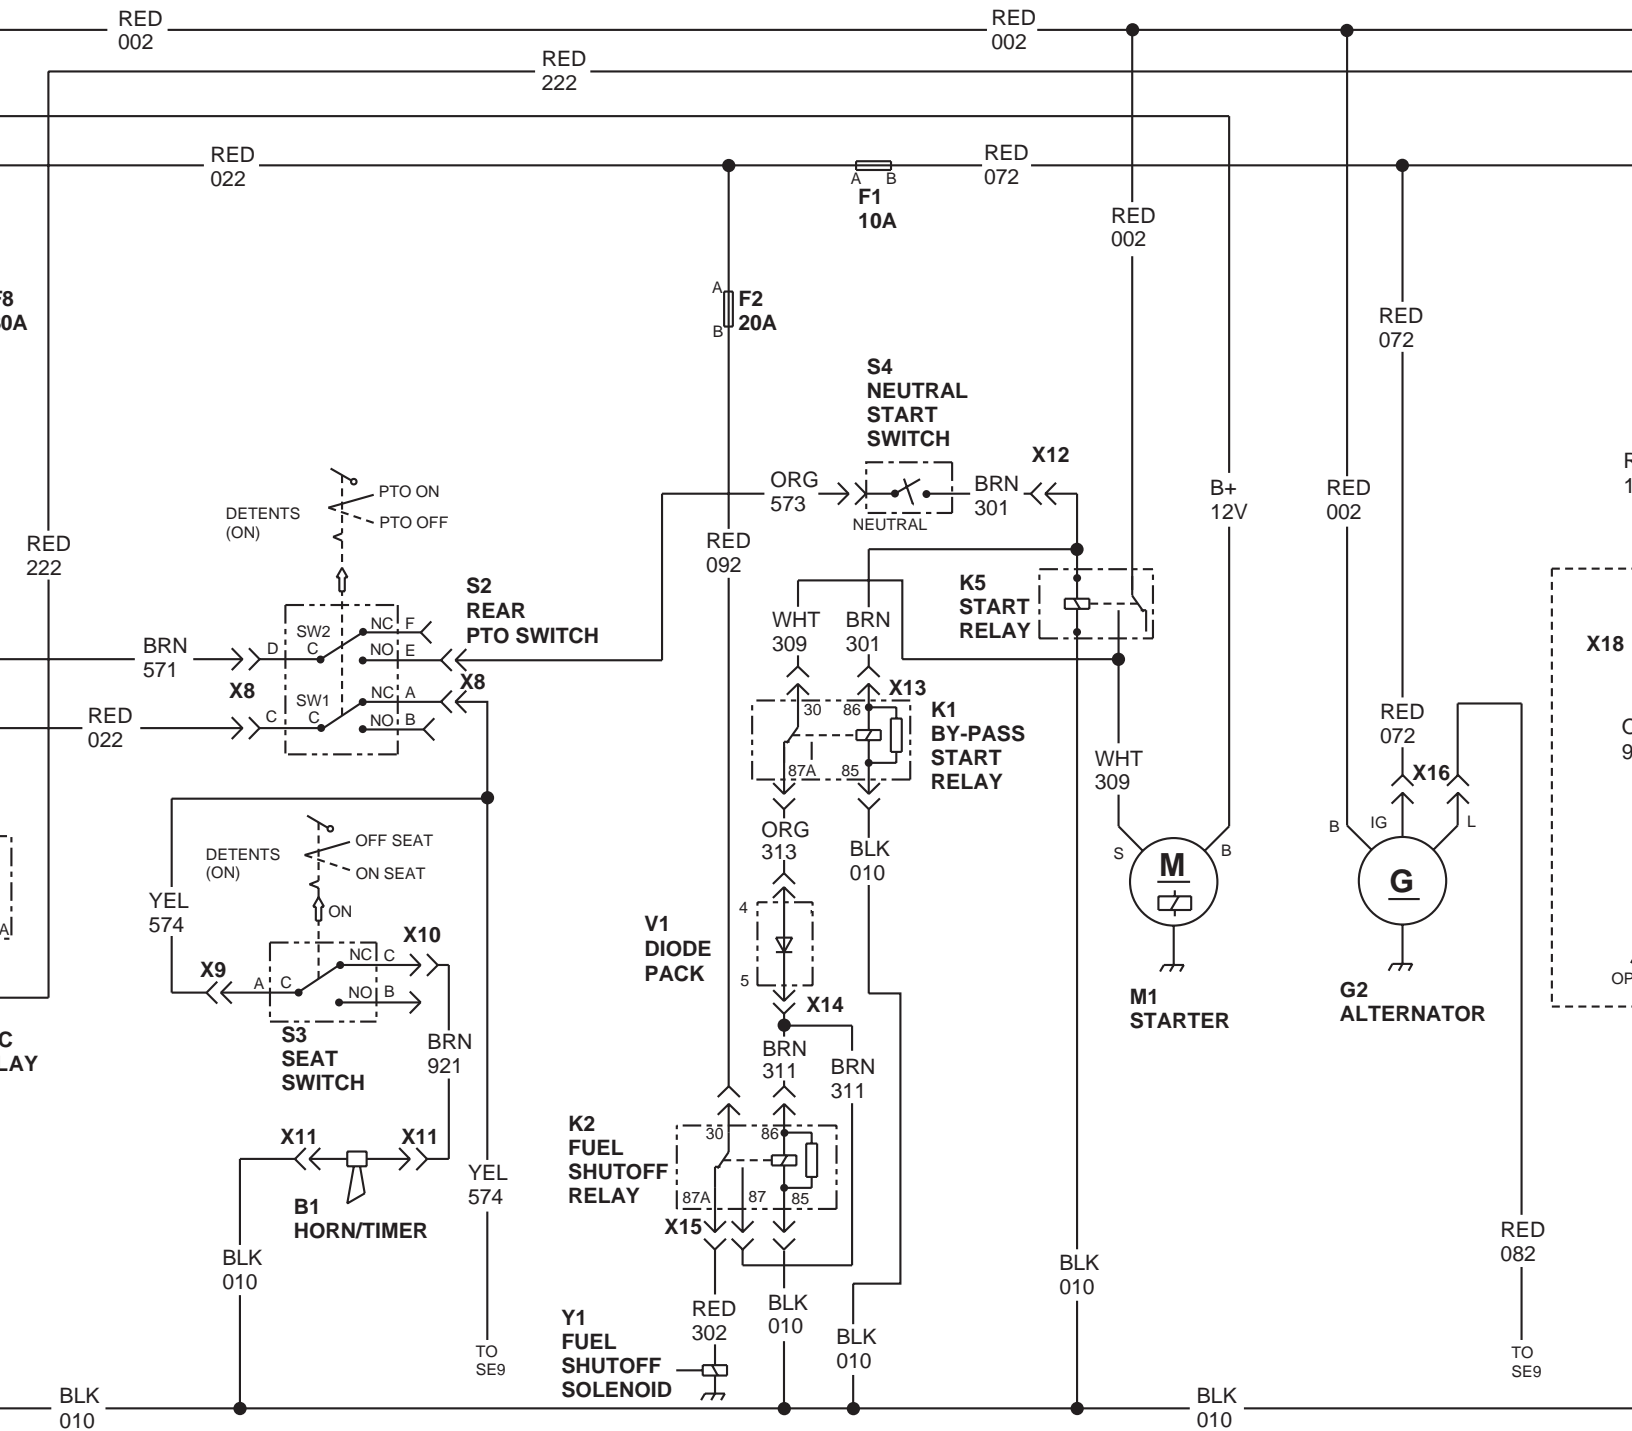 RED
002
RED
002
RED
222
RED
022
A B
F1
10A
RED
072
RED
002
A
B
F2
20A
RED
072
S4
NEUTRAL
START
SWITCH
X12
ORG
573
BRN
301
NEUTRAL
B+
12V
RED
002
DETENTS
(ON)
PTO ON
PTO OFF
RED
222
RED
092
S2
REAR
PTO SWITCH
K5
START
RELAY
BRN
571
X8
D
C
SW2
C
NC
NO
F
E
SW1
C
NC
NO
A
B
X8
RED
022
WHT
309
BRN
301
X13
30
86
87A
85
K1
BY-PASS
START
RELAY
X18
RED
072
X16
WHT
309
ORG
313
BLK
010
S
B
M
M1
STARTER
B
IG
L
G
G2
ALTERNATOR
DETENTS
(ON)
OFF SEAT
ON SEAT
ON
YEL
574
X9
A
C
NC
NO
C
B
X10
S3
SEAT
SWITCH
BRN
921
4
5
V1
DIODE
PACK
X14
BRN
311
BRN
311
X11
X11
B1
HORN/TIMER
BLK
010
YEL
574
TO
SE9
K2
FUEL
SHUTOFF
RELAY
30
86
87A
87
85
X15
RED
302
BLK
010
BLK
010
Y1
FUEL
SHUTOFF
SOLENOID
BLK
010
RED
082
TO
SE9
BLK
010
BLK
010